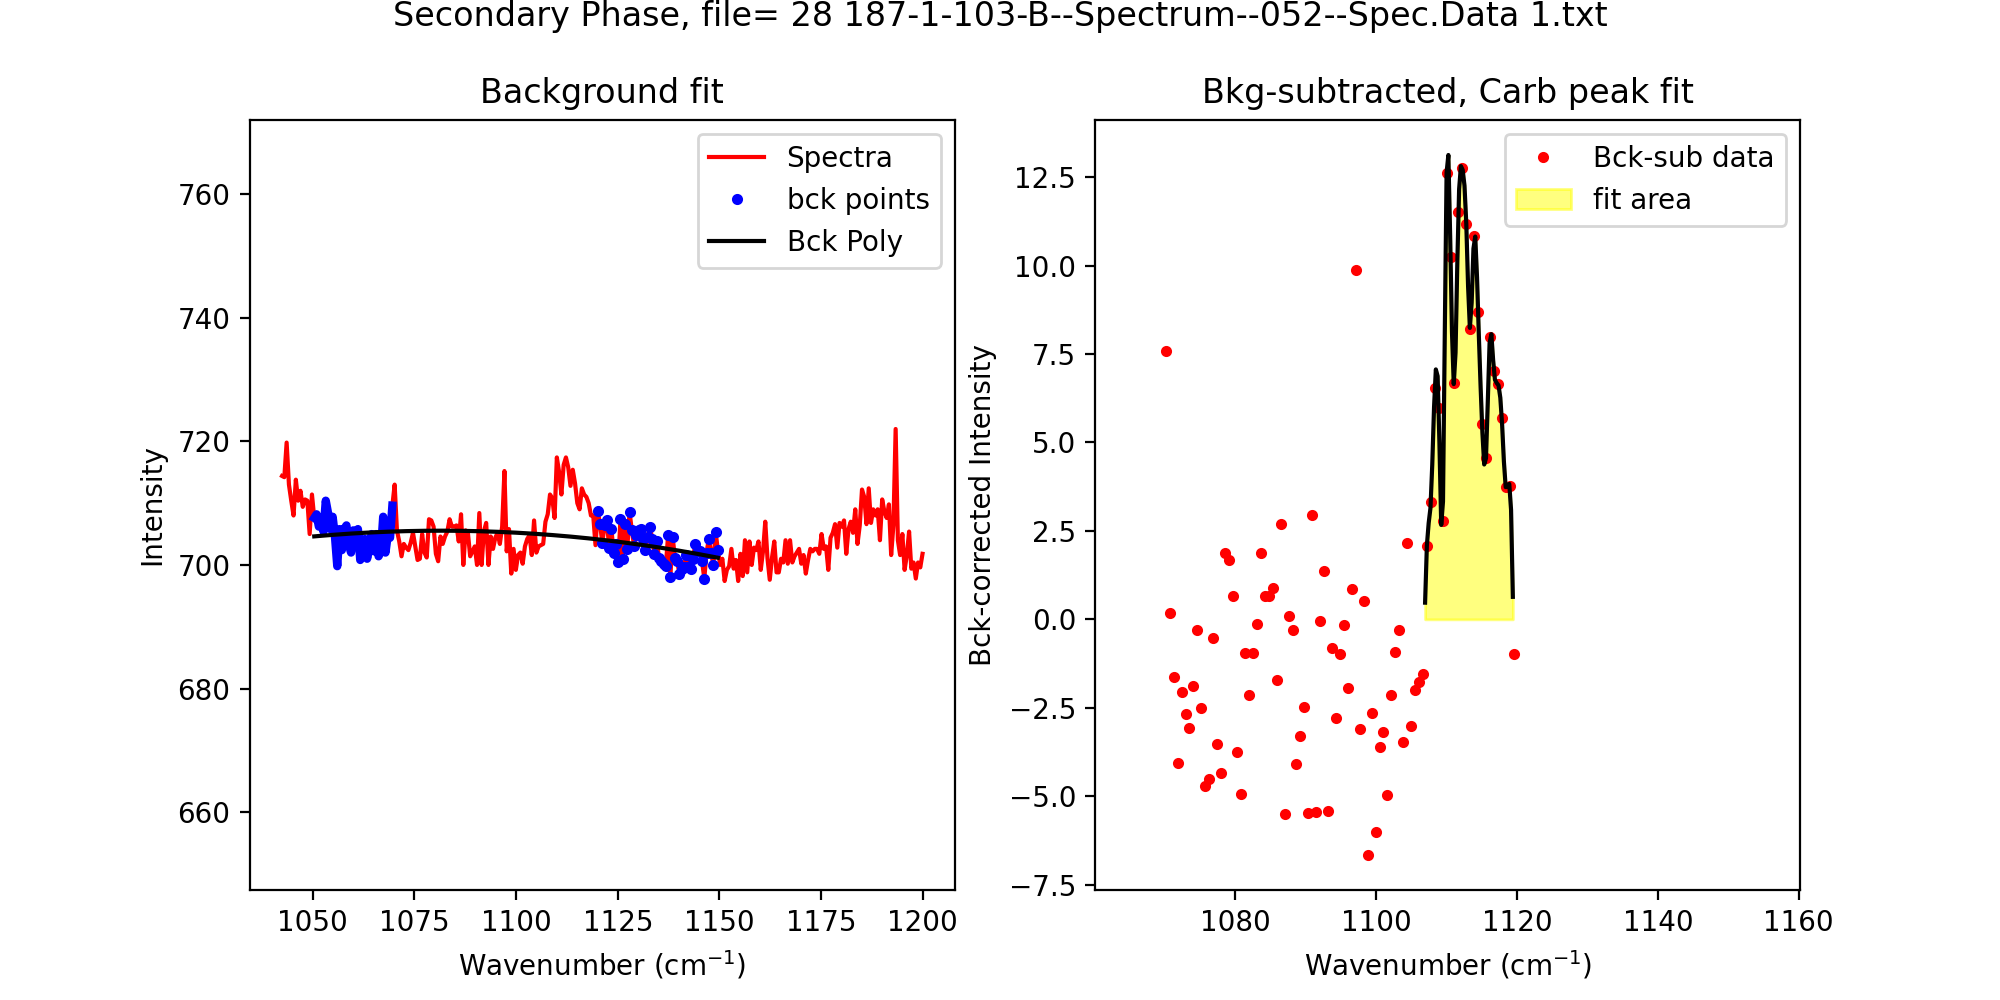 Secondary Phase, file= 28 187-1-103-B--Spectrum--052--Spec.Data 1.txt
Background fit
Spectra
bck points
Bck Poly
760
740
720
700
680
660
Intensity
1050 1075 1100 1125 1150 1175 1200
Wavenumber (cm⁻¹)
Bkg-subtracted, Carb peak fit
Bck-sub data
fit area
12.5
10.0
7.5
5.0
2.5
0.0
−2.5
−5.0
−7.5
Bck-corrected Intensity
1080 1100 1120 1140 1160
Wavenumber (cm⁻¹)